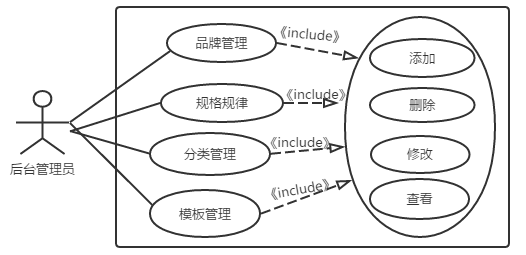 品牌管理
《include》
添加
规格规律
《include》
删除
后台管理员
分类管理
《include》
修改
模板管理
《include》
查看